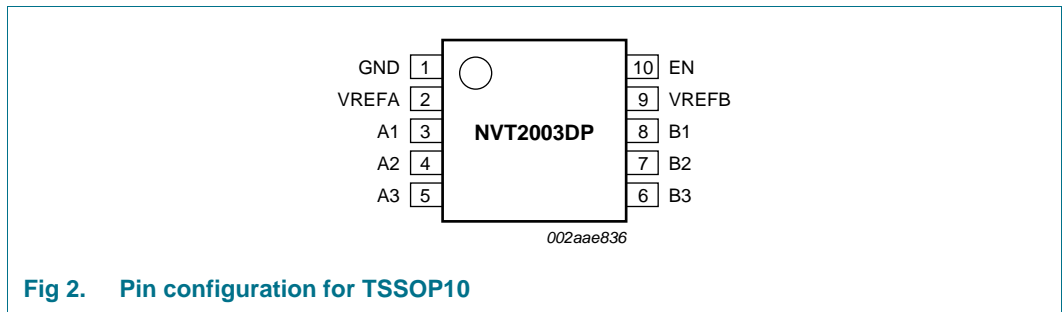 GND 1 10 EN
VREFA 2 9 VREFB
A1 3 NVT2003DP 8 B1
A2 4 7 B2
A3 5 6 B3
002aae836
Fig 2. Pin configuration for TSSOP10